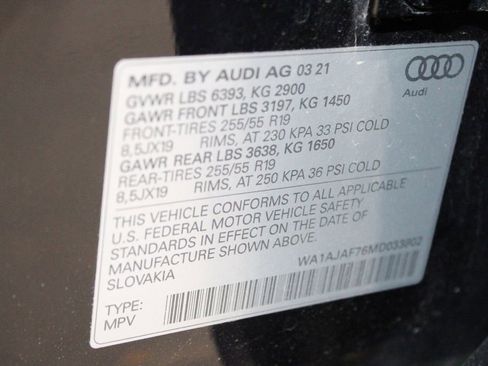 MFD. BY AUDI AG 03 21
GVWR LBS 6393, KG 2900
GAWR FRONT LBS 3197, KG 1450
FRONT-TIRES 255/55 R19
8,5JX19 RIMS, AT 230 KPA 33 PSI COLD
GAWR REAR LBS 3638, KG 1650
REAR-TIRES 255/55 R19
8,5JX19 RIMS, AT 250 KPA 36 PSI COLD
THIS VEHICLE CONFORMS TO ALL APPLICABLE
U.S. FEDERAL MOTOR VEHICLE SAFETY
STANDARDS IN EFFECT ON THE DATE OF
MANUFACTURE SHOWN ABOVE.
SLOVAKIA
WA1AJAF76MD033902
TYPE:
MPV